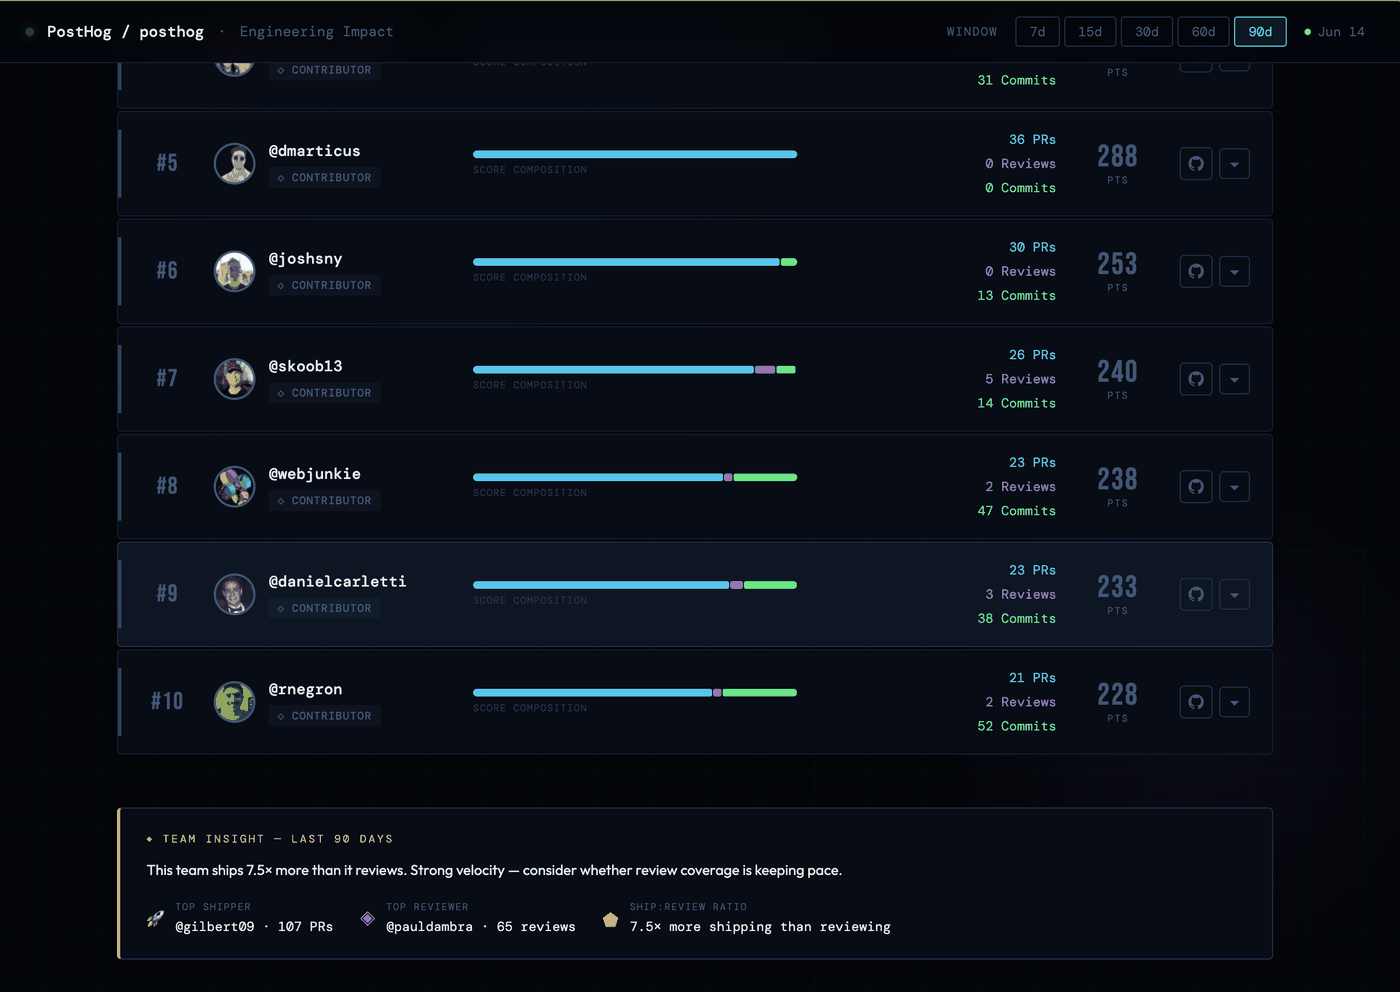 PostHog / posthog · Engineering Impact
WINDOW 7d 15d 30d 60d 90d Jun 14
◇ CONTRIBUTOR
SCORE COMPOSITION
31 Commits
PTS
#5
@dmarticus
◇ CONTRIBUTOR
SCORE COMPOSITION
36 PRs
0 Reviews
0 Commits
288
PTS
#6
@joshsny
◇ CONTRIBUTOR
SCORE COMPOSITION
30 PRs
0 Reviews
13 Commits
253
PTS
#7
@skoob13
◇ CONTRIBUTOR
SCORE COMPOSITION
26 PRs
5 Reviews
14 Commits
240
PTS
#8
@webjunkie
◇ CONTRIBUTOR
SCORE COMPOSITION
23 PRs
2 Reviews
47 Commits
238
PTS
#9
@danielcarletti
◇ CONTRIBUTOR
SCORE COMPOSITION
23 PRs
3 Reviews
38 Commits
233
PTS
#10
@rnegron
◇ CONTRIBUTOR
SCORE COMPOSITION
21 PRs
2 Reviews
52 Commits
228
PTS
TEAM INSIGHT — LAST 90 DAYS
This team ships 7.5× more than it reviews. Strong velocity — consider whether review coverage is keeping pace.
TOP SHIPPER
@gilbert09 · 107 PRs
TOP REVIEWER
@pauldambra · 65 reviews
SHIP:REVIEW RATIO
7.5× more shipping than reviewing